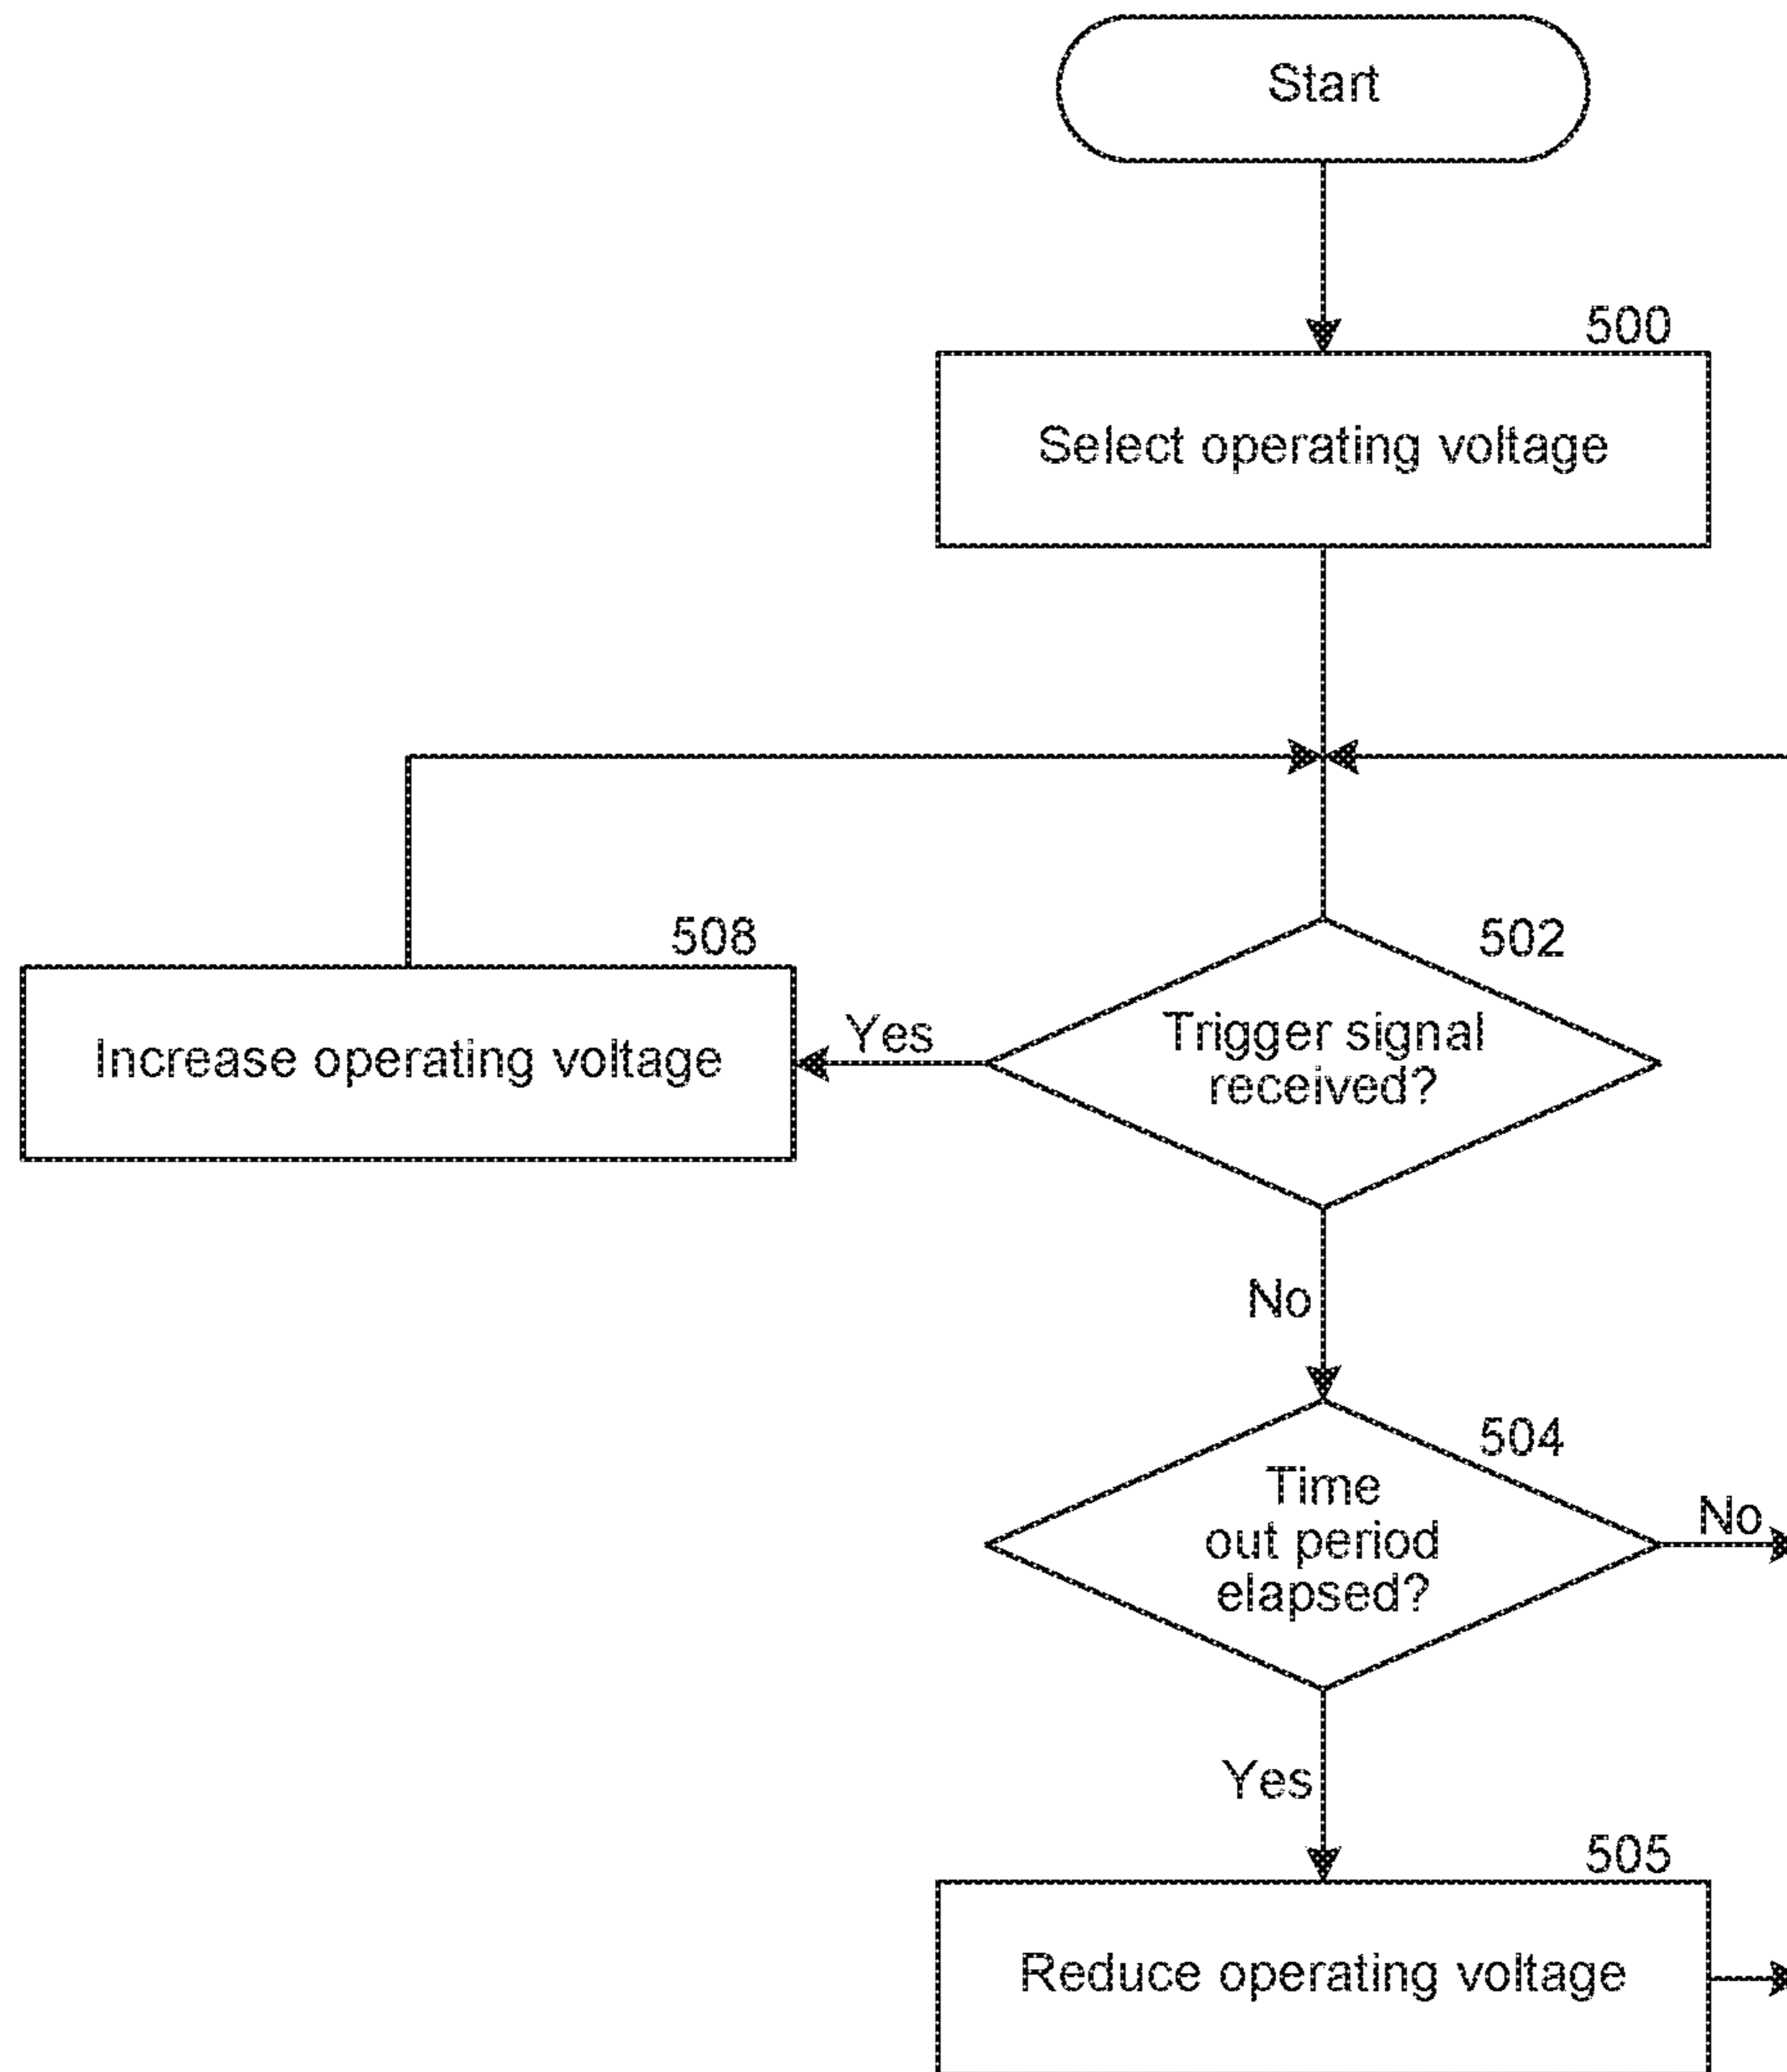 Start
500
Select operating voltage
508
Increase operating voltage
Yes
502
Trigger signal
received?
No
504
Time
out period
elapsed?
No
Yes
505
Reduce operating voltage